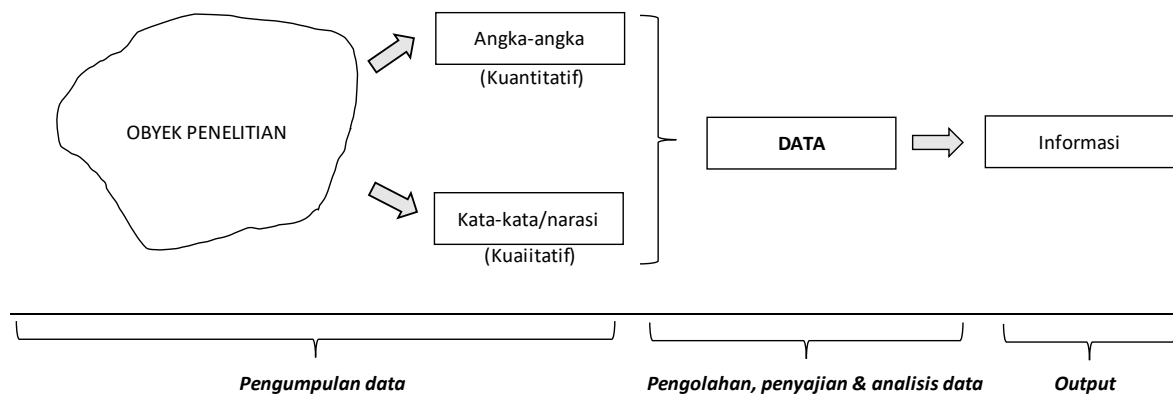 Angka-angka
(Kuantitatif)
OBYEK PENELITIAN
DATA
Informasi
Kata-kata/narasi
(Kuaiitatif)
Pengumpulan data
Pengolahan, penyajian & analisis data
Output